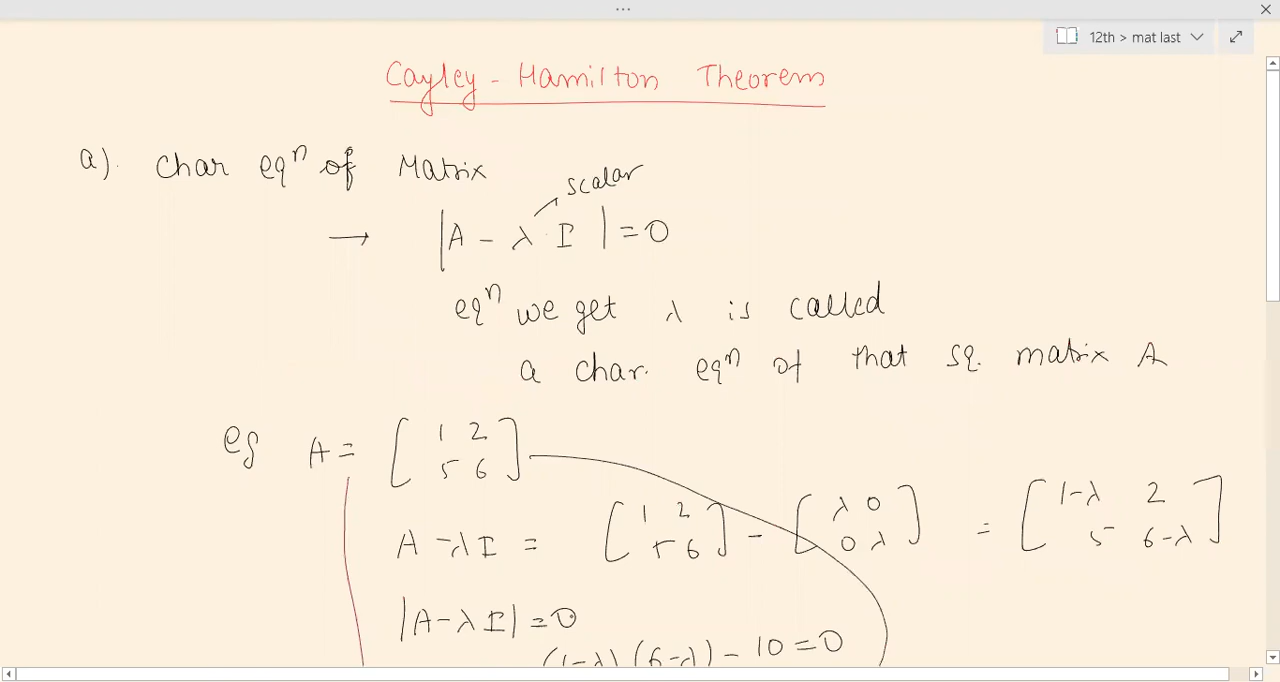 12th > mat last
Cayley - Hamilton Theorem
a). Char eqⁿ of Matrix
scalar
→ |A - λ I| = 0
eqⁿ we get λ is called
a char. eqⁿ of that sq. matrix A
eg A = [1 2
5 6]
A - λI = [1 2
5 6] - [λ 0
0 λ] = [1-λ 2
5 6-λ]
|A - λI| = 0
(1-λ) (6-λ) - 10 = 0